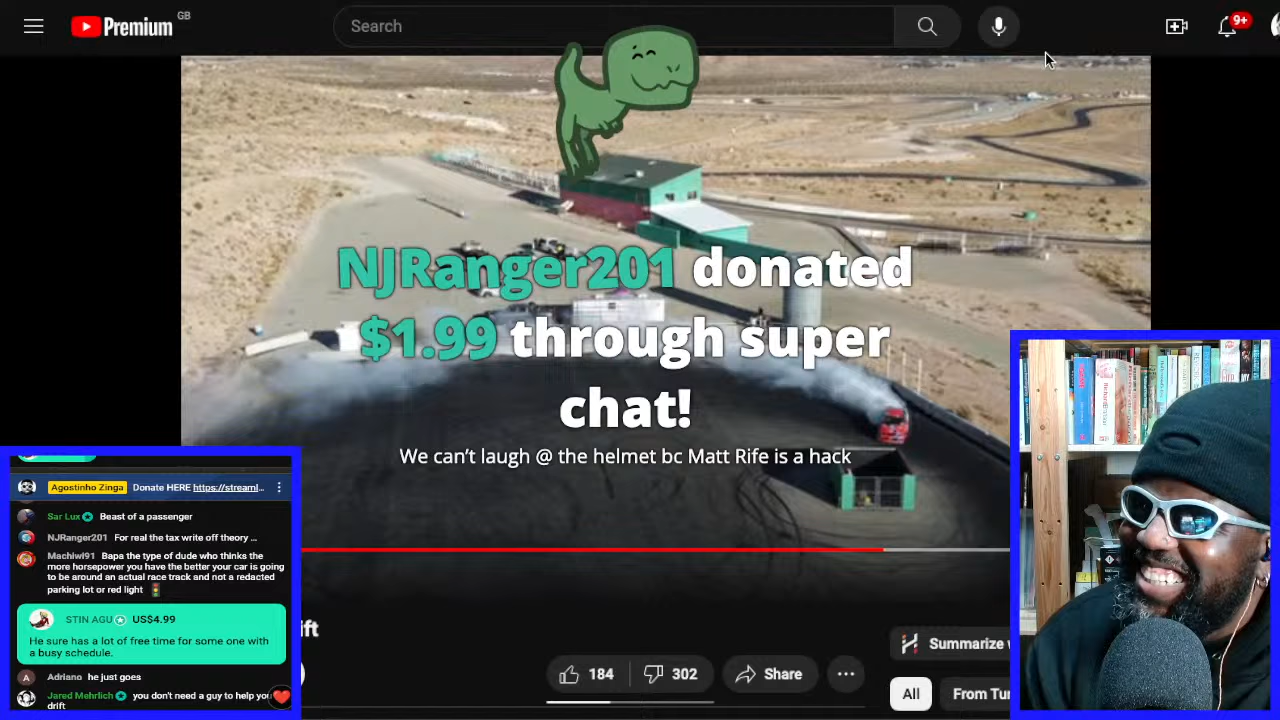 Premium
GB
Search
9+
NJRanger201 donated
$1.99 through super
chat!
We can't laugh @ the helmet bc Matt Rife is a hack
Agostinho Zinga Donate HERE https://streaml...
Sar Lux Beast of a passenger
NJRanger201 For real the tax write off theory ...
Machiwi91 Bapa the type of dude who thinks the
more horsepower you have the better your car is going
to be around an actual race track and not a redacted
parking lot or red light
STIN AGU US$4.99
He sure has a lot of free time for some one with
a busy schedule.
A Adriano he just goes
Jared Mehrlich you don't need a guy to help you
drift
ift
184
302
Share
Summarize
All
From Tu